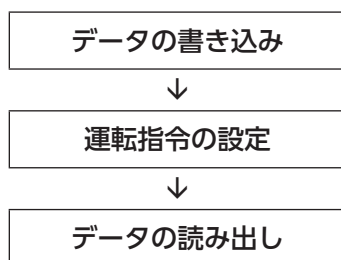 データの書き込み
↓
運転指令の設定
↓
データの読み出し